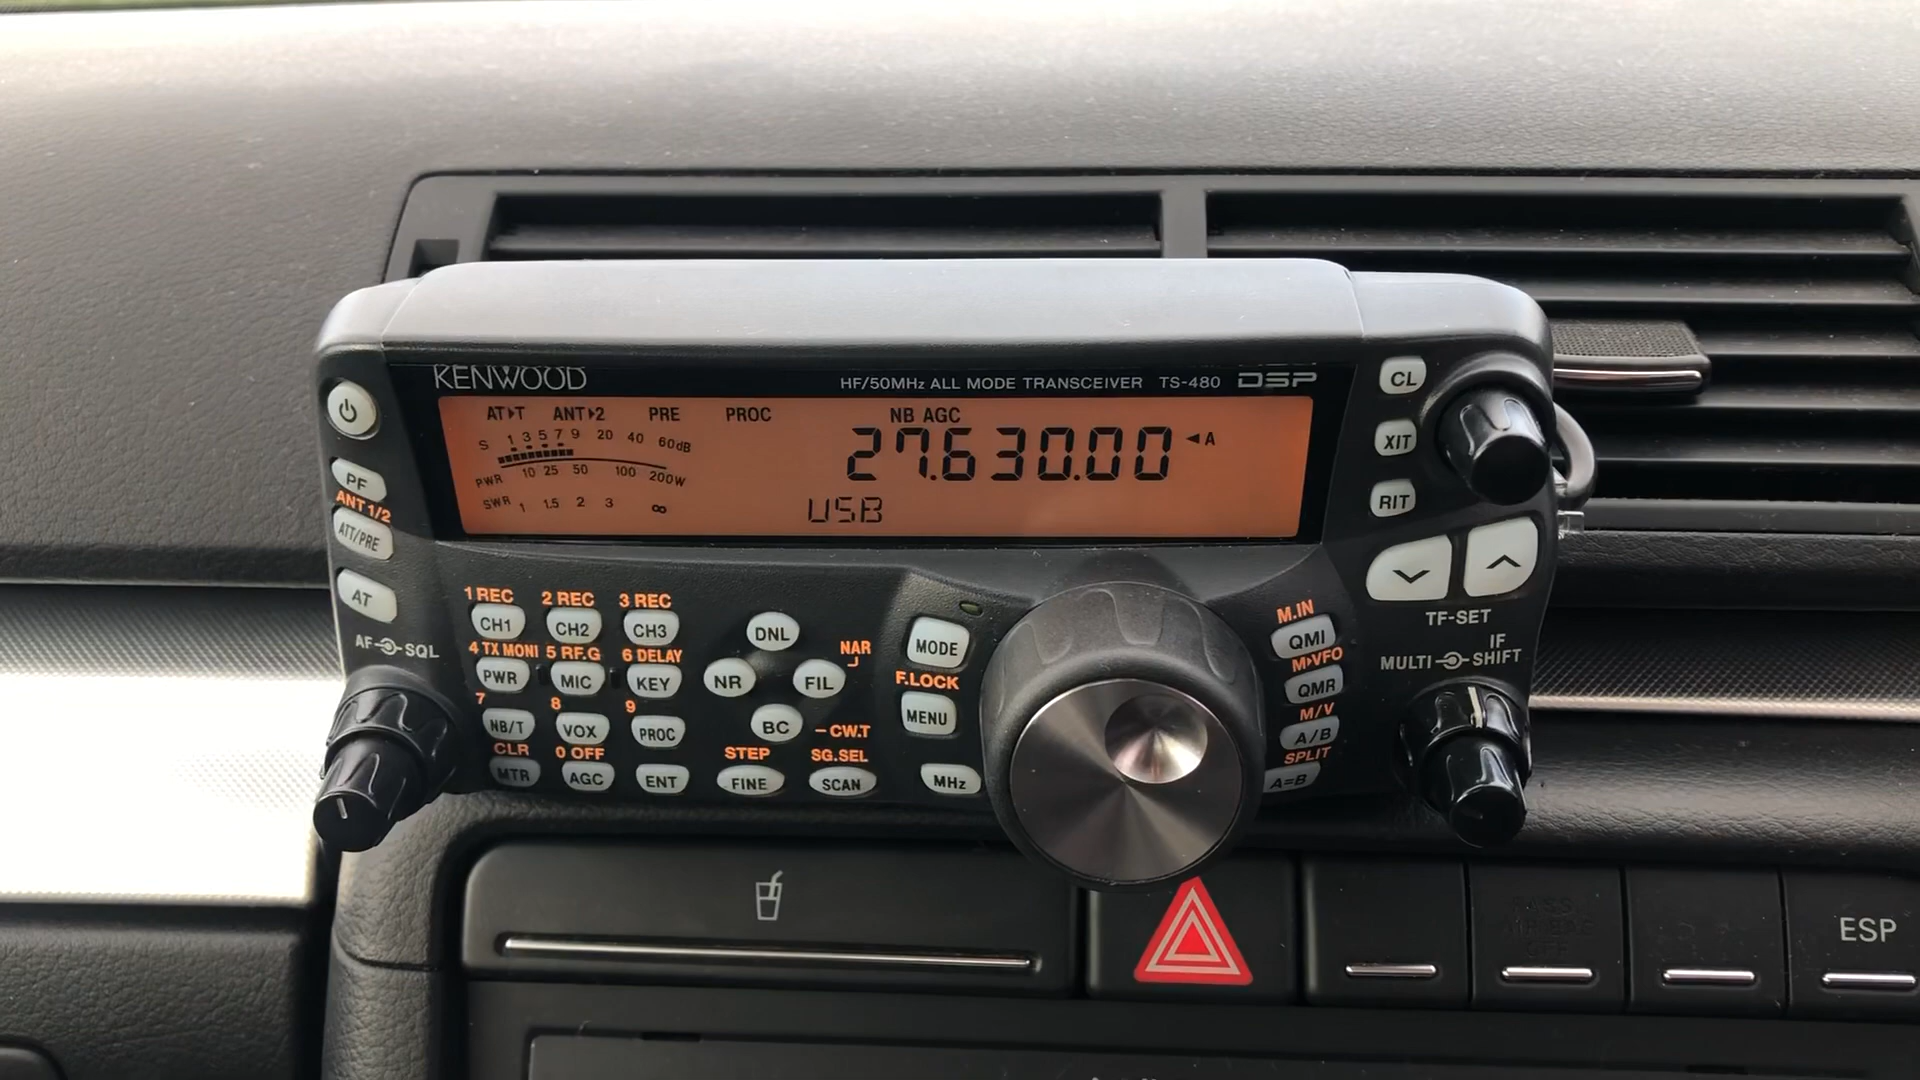 KENWOOD HF/50MHz ALL MODE TRANSCEIVER TS-480 DSP
AT▸T ANT▸2 PRE PROC NB AGC
S 1 3 5 7 9 20 40 60dB
27.630.00 ◄A
PWR 10 25 50 100 200W
SWR 1 1.5 2 3 ∞
USB
PF
ANT 1/2
ATT/PRE
AT
AF SQL
1 REC 2 REC 3 REC
CH1 CH2 CH3
4 TX MONI 5 RF.G 6 DELAY
PWR MIC KEY
7 8 9
NB/T VOX PROC
CLR 0 OFF
MTR AGC ENT
DNL
NAR
NR FIL
BC
–CW.T
STEP SG.SEL
FINE SCAN
MODE
F.LOCK
MENU
MHz
M.IN
QMI
M▸VFO
QMR
M/V
A/B
SPLIT
A=B
CL
XIT
RIT
TF-SET
IF
MULTI SHIFT
ESP